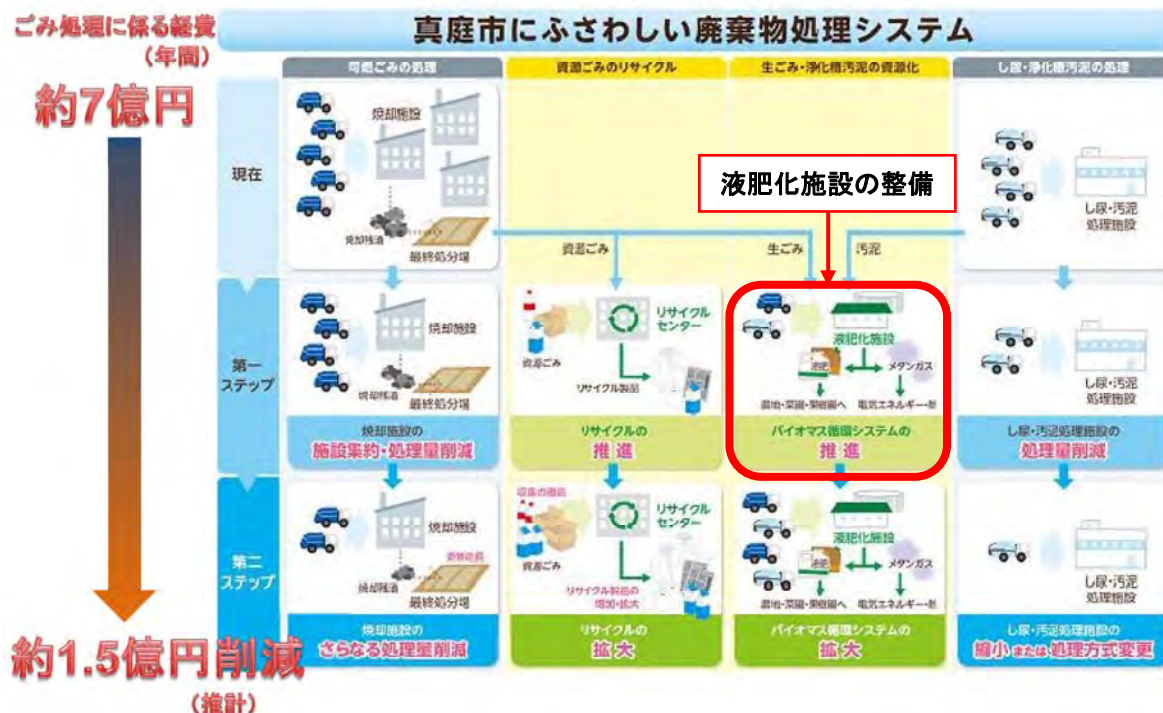 ごみ処理に係る経費
（年間）
約7億円
約1.5億円削減
（推計）
真庭市にふさわしい廃棄物処理システム
可燃ごみの処理
資源ごみのリサイクル
生ごみ・浄化槽汚泥の資源化
し尿・浄化槽汚泥の処理
現在
焼却施設
焼却残渣
最終処分場
資源ごみ
生ごみ
汚泥
液肥化施設の整備
し尿・汚泥
処理施設
第一
ステップ
焼却施設
焼却残渣
最終処分場
焼却施設の
施設集約・処理量削減
資源ごみ
リサイクル
センター
リサイクル製品
リサイクルの
推進
液肥化施設
液肥
メタンガス
農地・菜園・果樹園へ
電気エネルギー・熱
バイオマス循環システムの
推進
し尿・汚泥
処理施設
し尿・汚泥処理施設の
処理量削減
第二
ステップ
焼却施設
焼却残渣
最終処分場
焼却施設の
さらなる処理量削減
資源ごみ
リサイクル
センター
リサイクル製品の
増加・拡大
リサイクルの
拡大
液肥化施設
液肥
メタンガス
農地・菜園・果樹園へ
電気エネルギー・熱
バイオマス循環システムの
拡大
し尿・汚泥
処理施設
し尿・汚泥処理施設の
縮小または処理方式変更